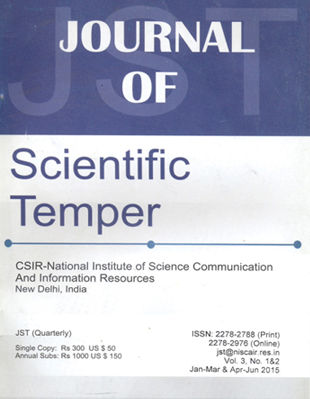 JST
JOURNAL
OF
Scientific
Temper
CSIR-National Institute of Science Communication
And Information Resources
New Delhi, India
JST (Quarterly)
Single Copy: Rs 300 US $ 50
Annual Subs: Rs 1000 US $ 150
ISSN: 2278-2788 (Print)
2278-2976 (Online)
jst@niscair.res.in
Vol. 3, No. 1&2
Jan-Mar & Apr-Jun 2015